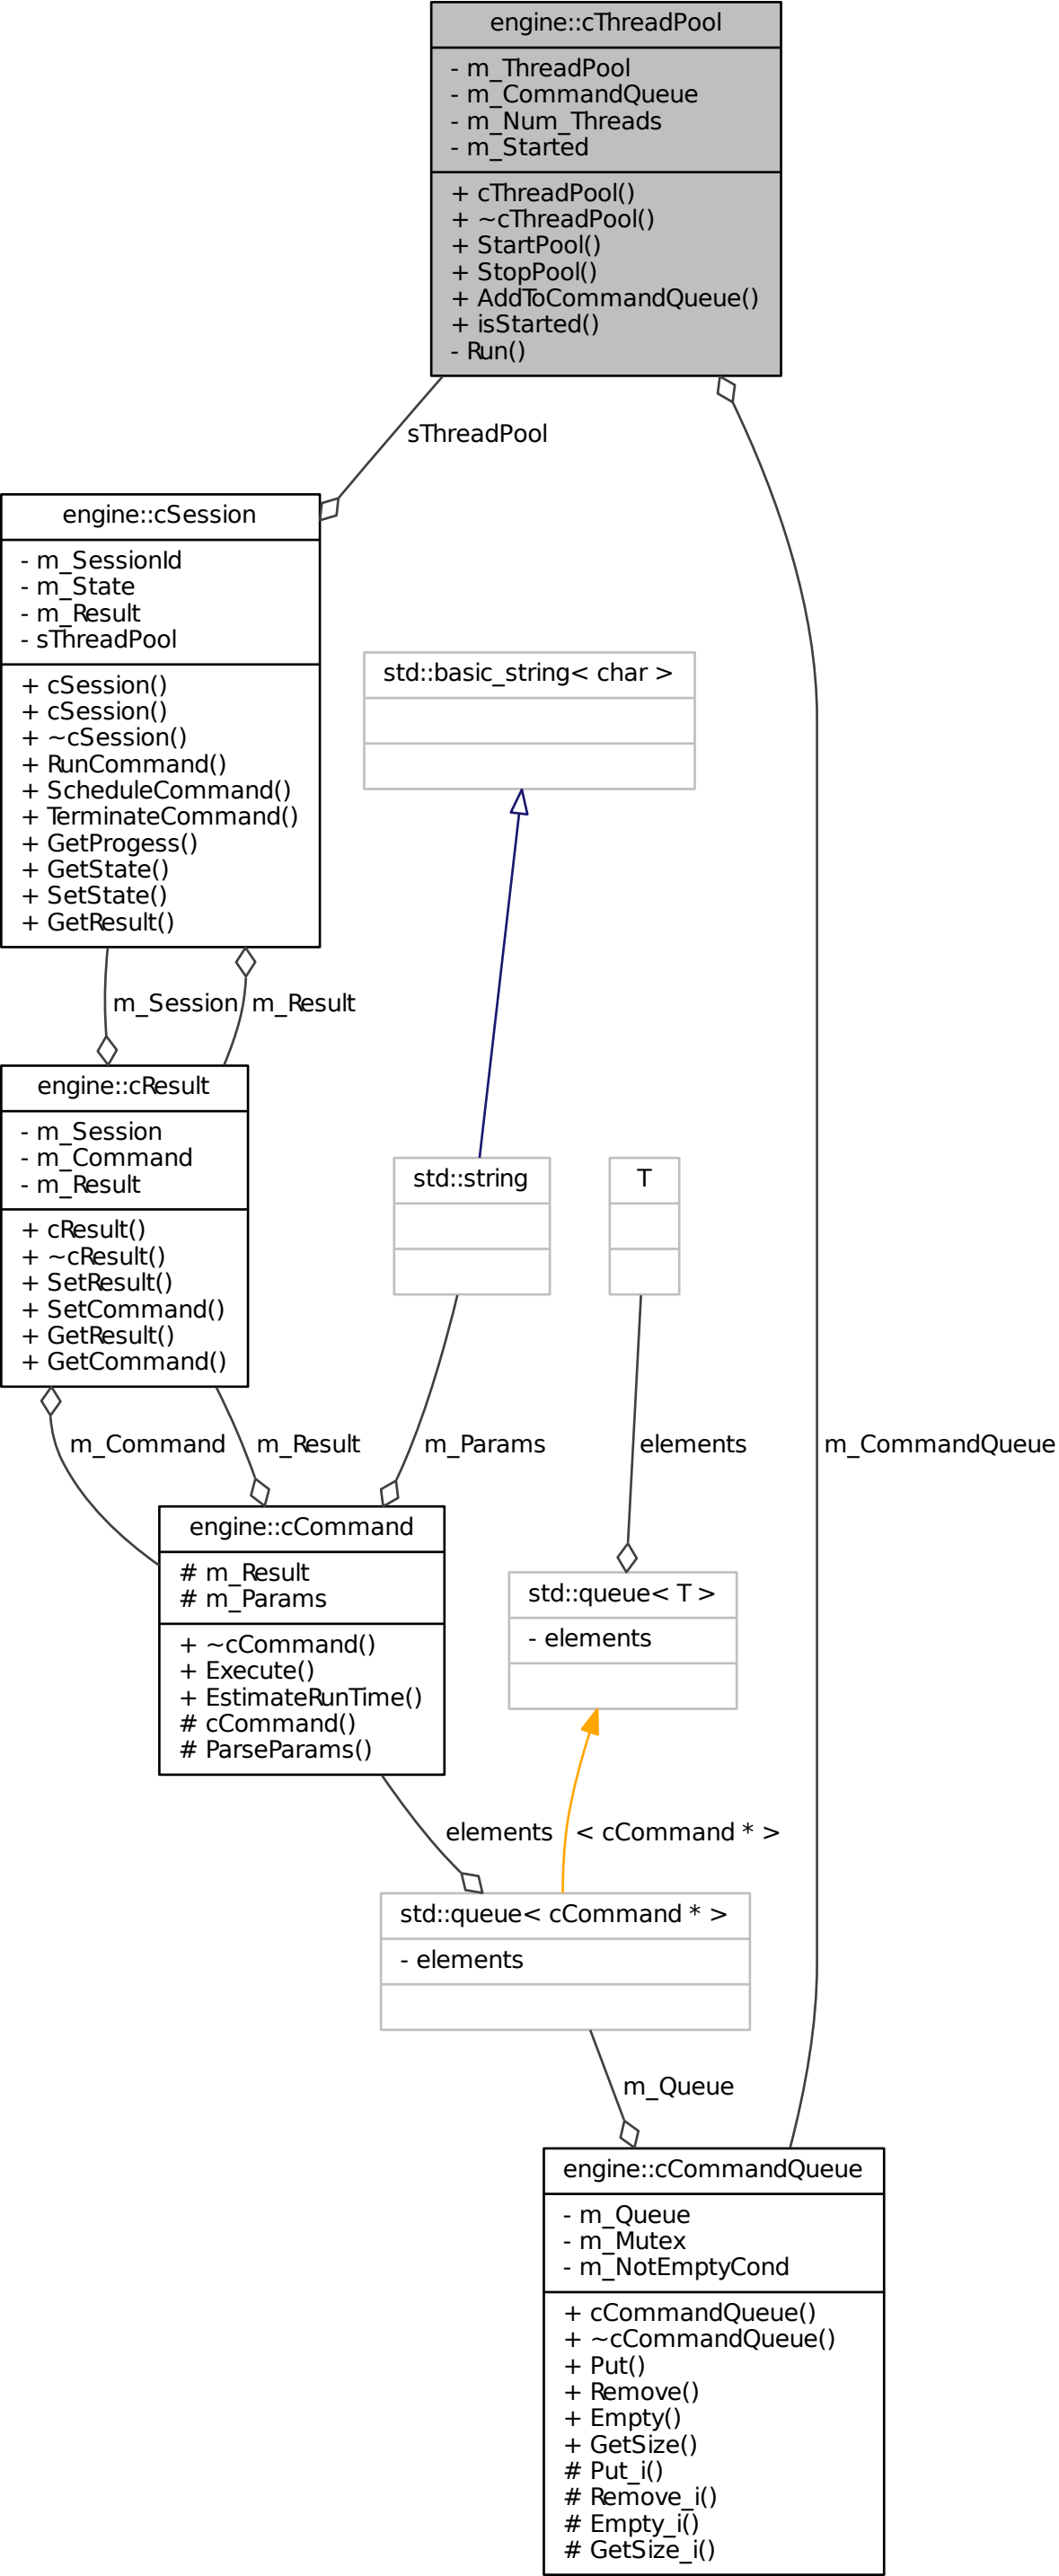 engine::cThreadPool
- m_ThreadPool
- m_CommandQueue
- m_Num_Threads
- m_Started
+ cThreadPool()
+ ~cThreadPool()
+ StartPool()
+ StopPool()
+ AddToCommandQueue()
+ isStarted()
- Run()
sThreadPool
engine::cSession
- m_SessionId
- m_State
- m_Result
- sThreadPool
+ cSession()
+ cSession()
+ ~cSession()
+ RunCommand()
+ ScheduleCommand()
+ TerminateCommand()
+ GetProgess()
+ GetState()
+ SetState()
+ GetResult()
std::basic_string< char >
m_Session
m_Result
engine::cResult
- m_Session
- m_Command
- m_Result
+ cResult()
+ ~cResult()
+ SetResult()
+ SetCommand()
+ GetResult()
+ GetCommand()
std::string
T
m_Command
m_Result
m_Params
elements
m_CommandQueue
engine::cCommand
# m_Result
# m_Params
+ ~cCommand()
+ Execute()
+ EstimateRunTime()
# cCommand()
# ParseParams()
std::queue< T >
- elements
elements
< cCommand * >
std::queue< cCommand * >
- elements
m_Queue
engine::cCommandQueue
- m_Queue
- m_Mutex
- m_NotEmptyCond
+ cCommandQueue()
+ ~cCommandQueue()
+ Put()
+ Remove()
+ Empty()
+ GetSize()
# Put_i()
# Remove_i()
# Empty_i()
# GetSize_i()